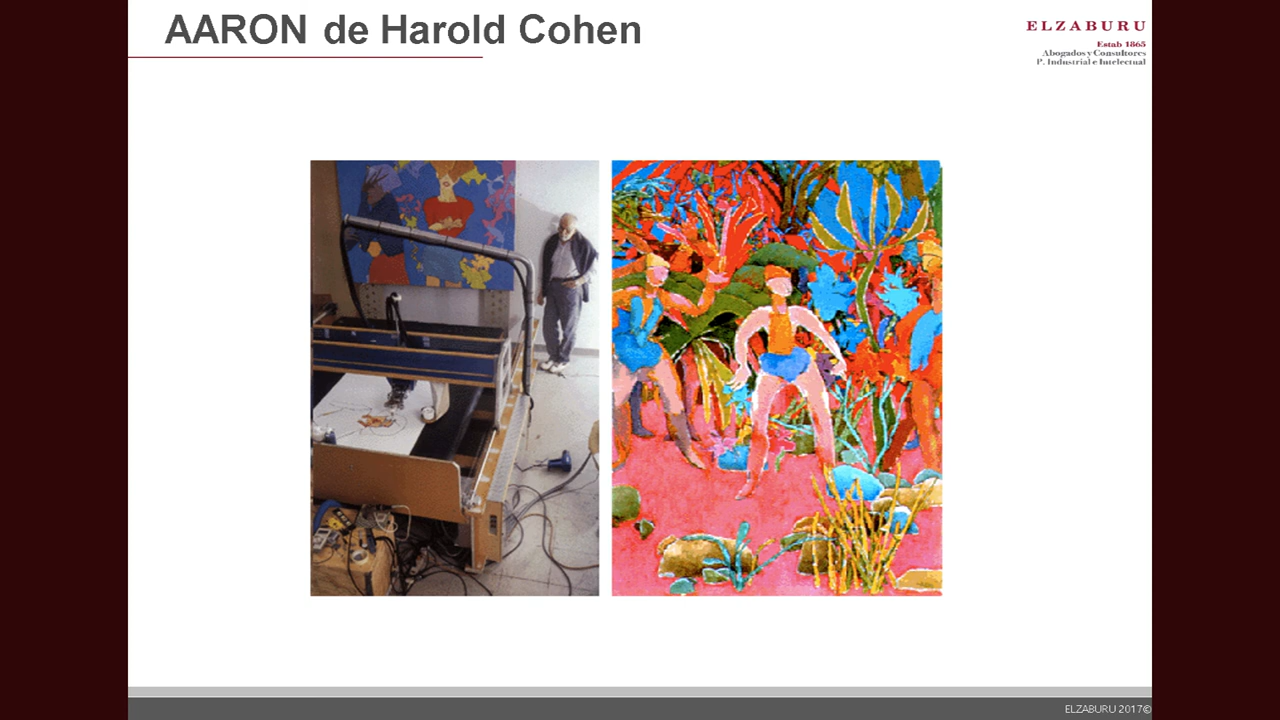 AARON de Harold Cohen
ELZABURU
Estab 1865
Abogados y Consultores
P. Industrial e Intelectual
ELZABURU 2017©